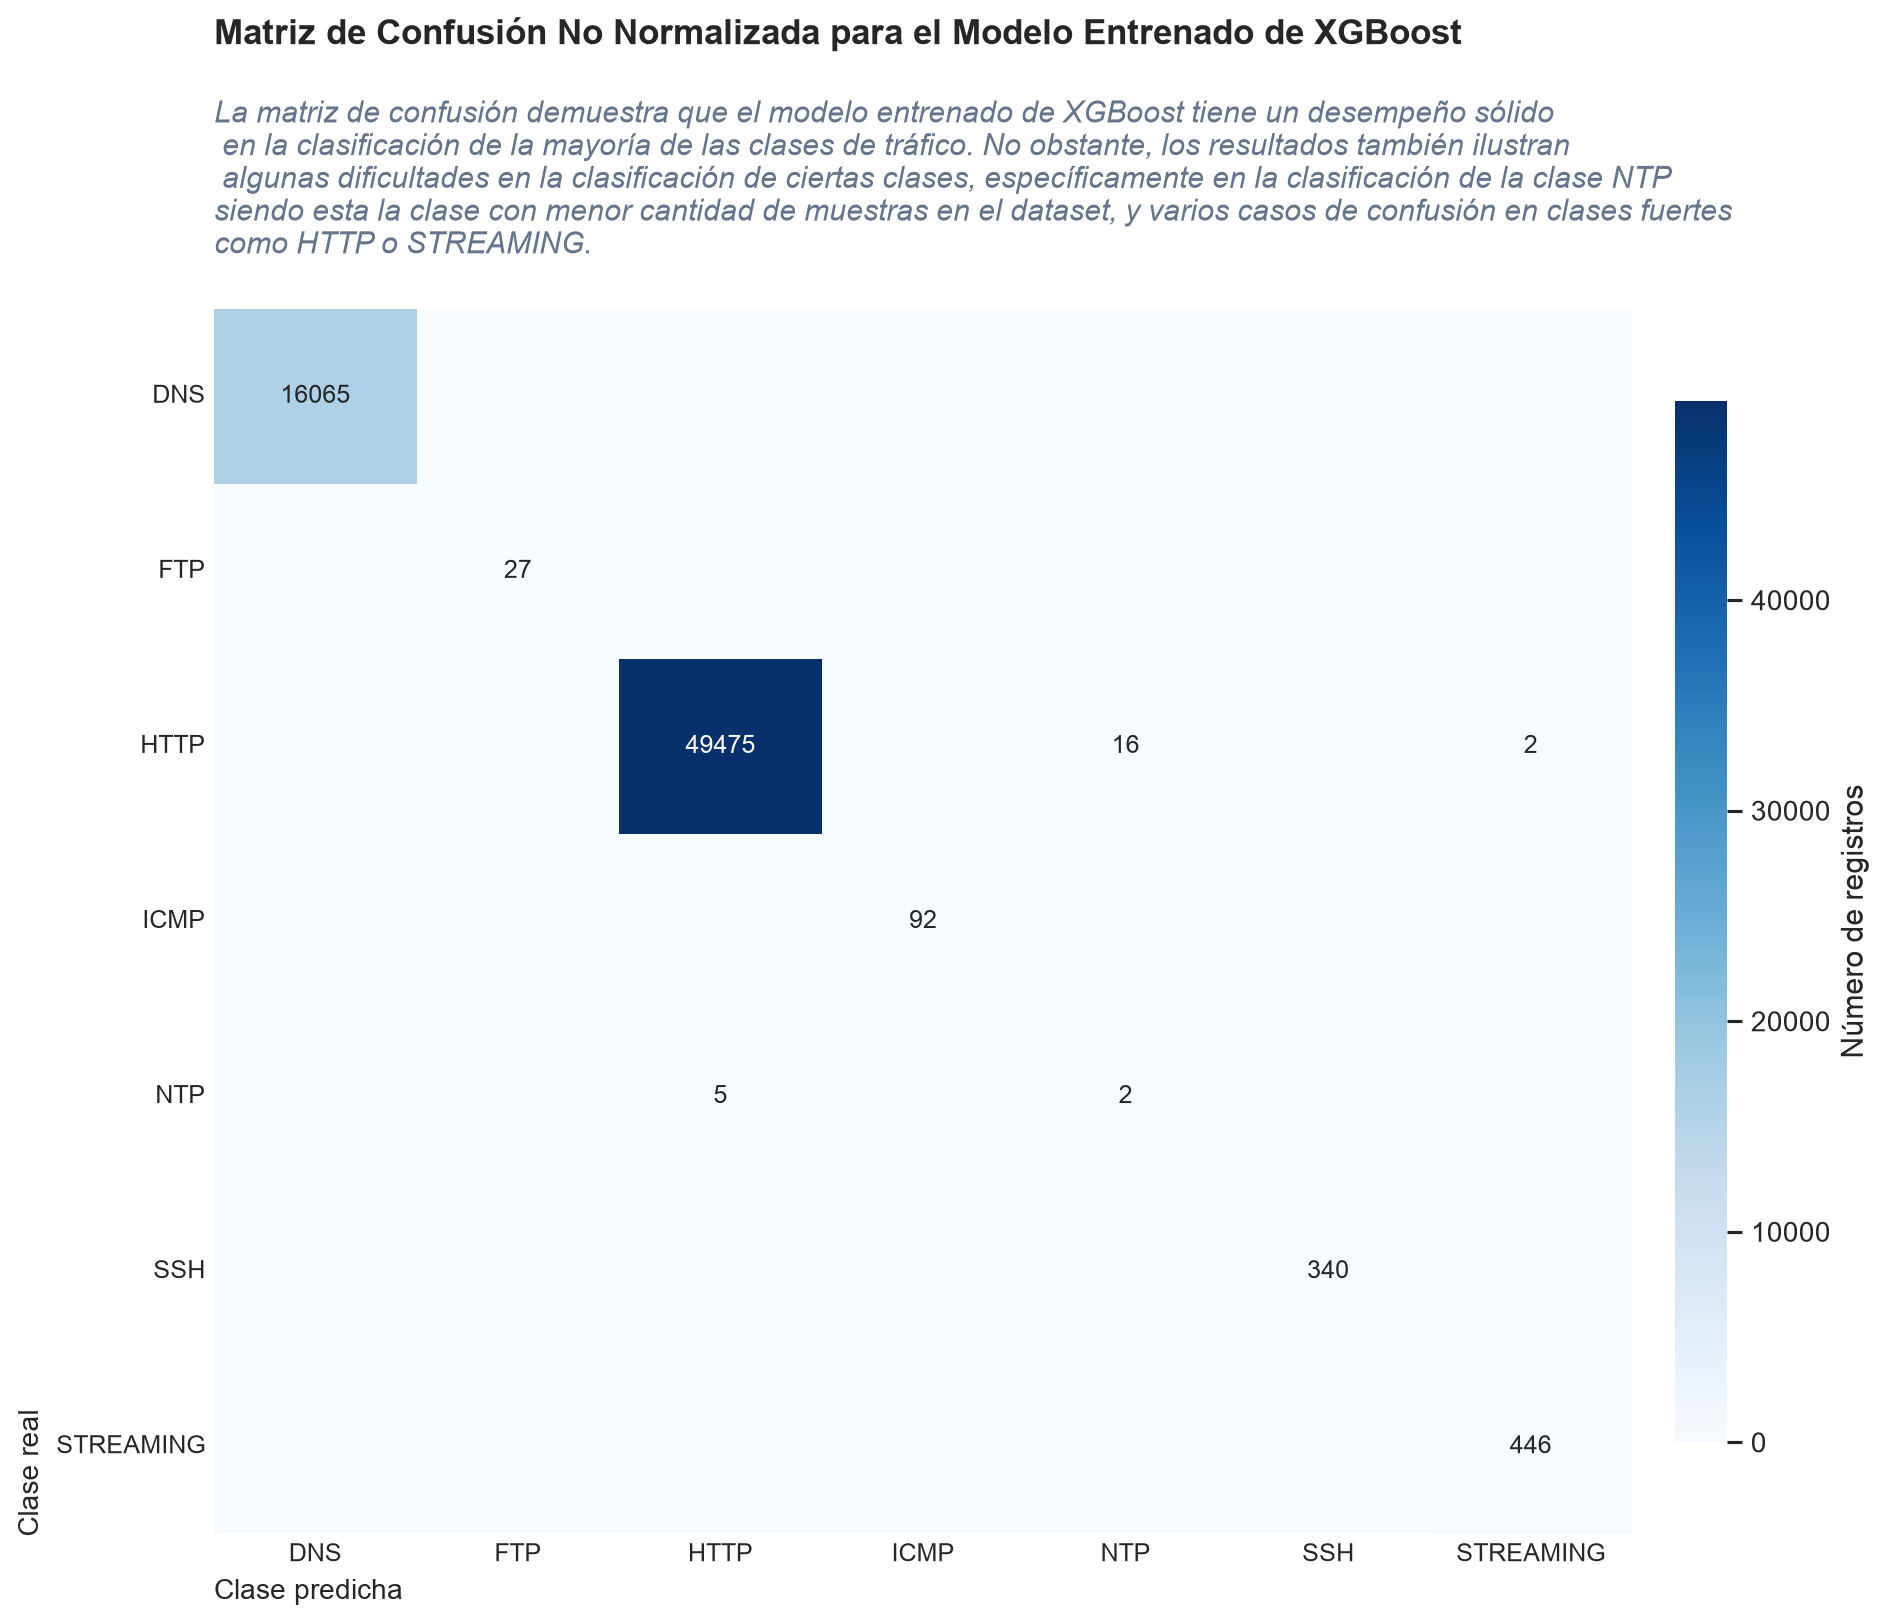 Matriz de Confusión No Normalizada para el Modelo Entrenado de XGBoost
La matriz de confusión demuestra que el modelo entrenado de XGBoost tiene un desempeño sólido
en la clasificación de la mayoría de las clases de tráfico. No obstante, los resultados también ilustran
algunas dificultades en la clasificación de ciertas clases, específicamente en la clasificación de la clase NTP
siendo esta la clase con menor cantidad de muestras en el dataset, y varios casos de confusión en clases fuertes
como HTTP o STREAMING.
DNS 16065
FTP 27
HTTP 49475 16 2
ICMP 92
NTP 5 2
SSH 340
STREAMING 446
Clase real
DNS FTP HTTP ICMP NTP SSH STREAMING
Clase predicha
40000
30000
20000
10000
0
Número de registros